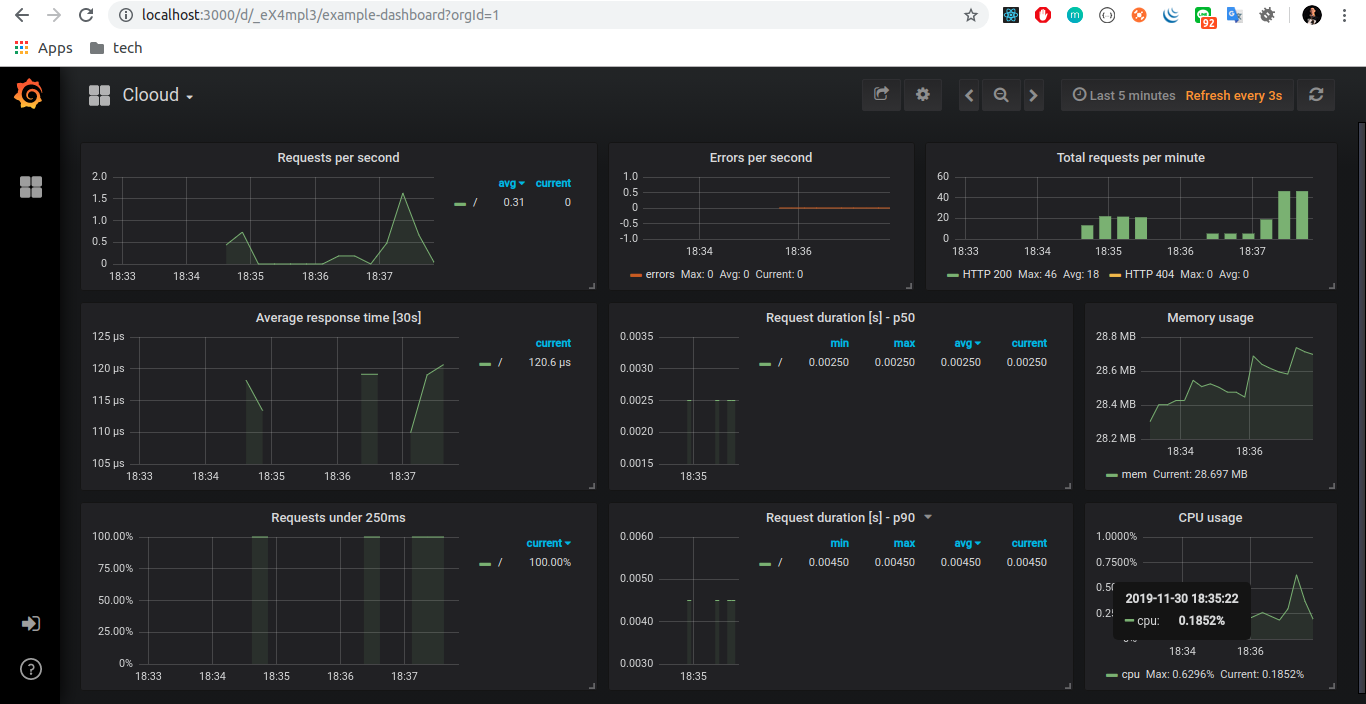 localhost:3000/d/_eX4mpl3/example-dashboard?orgId=1
92
Apps tech
Clooud
Last 5 minutes Refresh every 3s
Requests per second
2.0
1.5
1.0
0.5
0
18:33 18:34 18:35 18:36 18:37
avg current
/ 0.31 0
Errors per second
1.0
0.5
0
-0.5
-1.0
18:34 18:36
errors Max: 0 Avg: 0 Current: 0
Total requests per minute
60
40
20
0
18:33 18:34 18:35 18:36 18:37
HTTP 200 Max: 46 Avg: 18 HTTP 404 Max: 0 Avg: 0
Average response time [30s]
125 µs
120 µs
115 µs
110 µs
105 µs
18:33 18:34 18:35 18:36 18:37
current
/ 120.6 µs
Request duration [s] - p50
0.0035
0.0030
0.0025
0.0020
0.0015
18:35
min max avg current
/ 0.00250 0.00250 0.00250 0.00250
Memory usage
28.8 MB
28.6 MB
28.4 MB
28.2 MB
18:34 18:36
mem Current: 28.697 MB
Requests under 250ms
100.00%
75.00%
50.00%
25.00%
0%
18:33 18:34 18:35 18:36 18:37
current
/ 100.00%
Request duration [s] - p90
0.0060
0.0050
0.0040
0.0030
18:35
min max avg current
/ 0.00450 0.00450 0.00450 0.00450
CPU usage
1.0000%
0.7500%
2019-11-30 18:35:22
cpu: 0.1852%
18:34 18:36
cpu Max: 0.6296% Current: 0.1852%